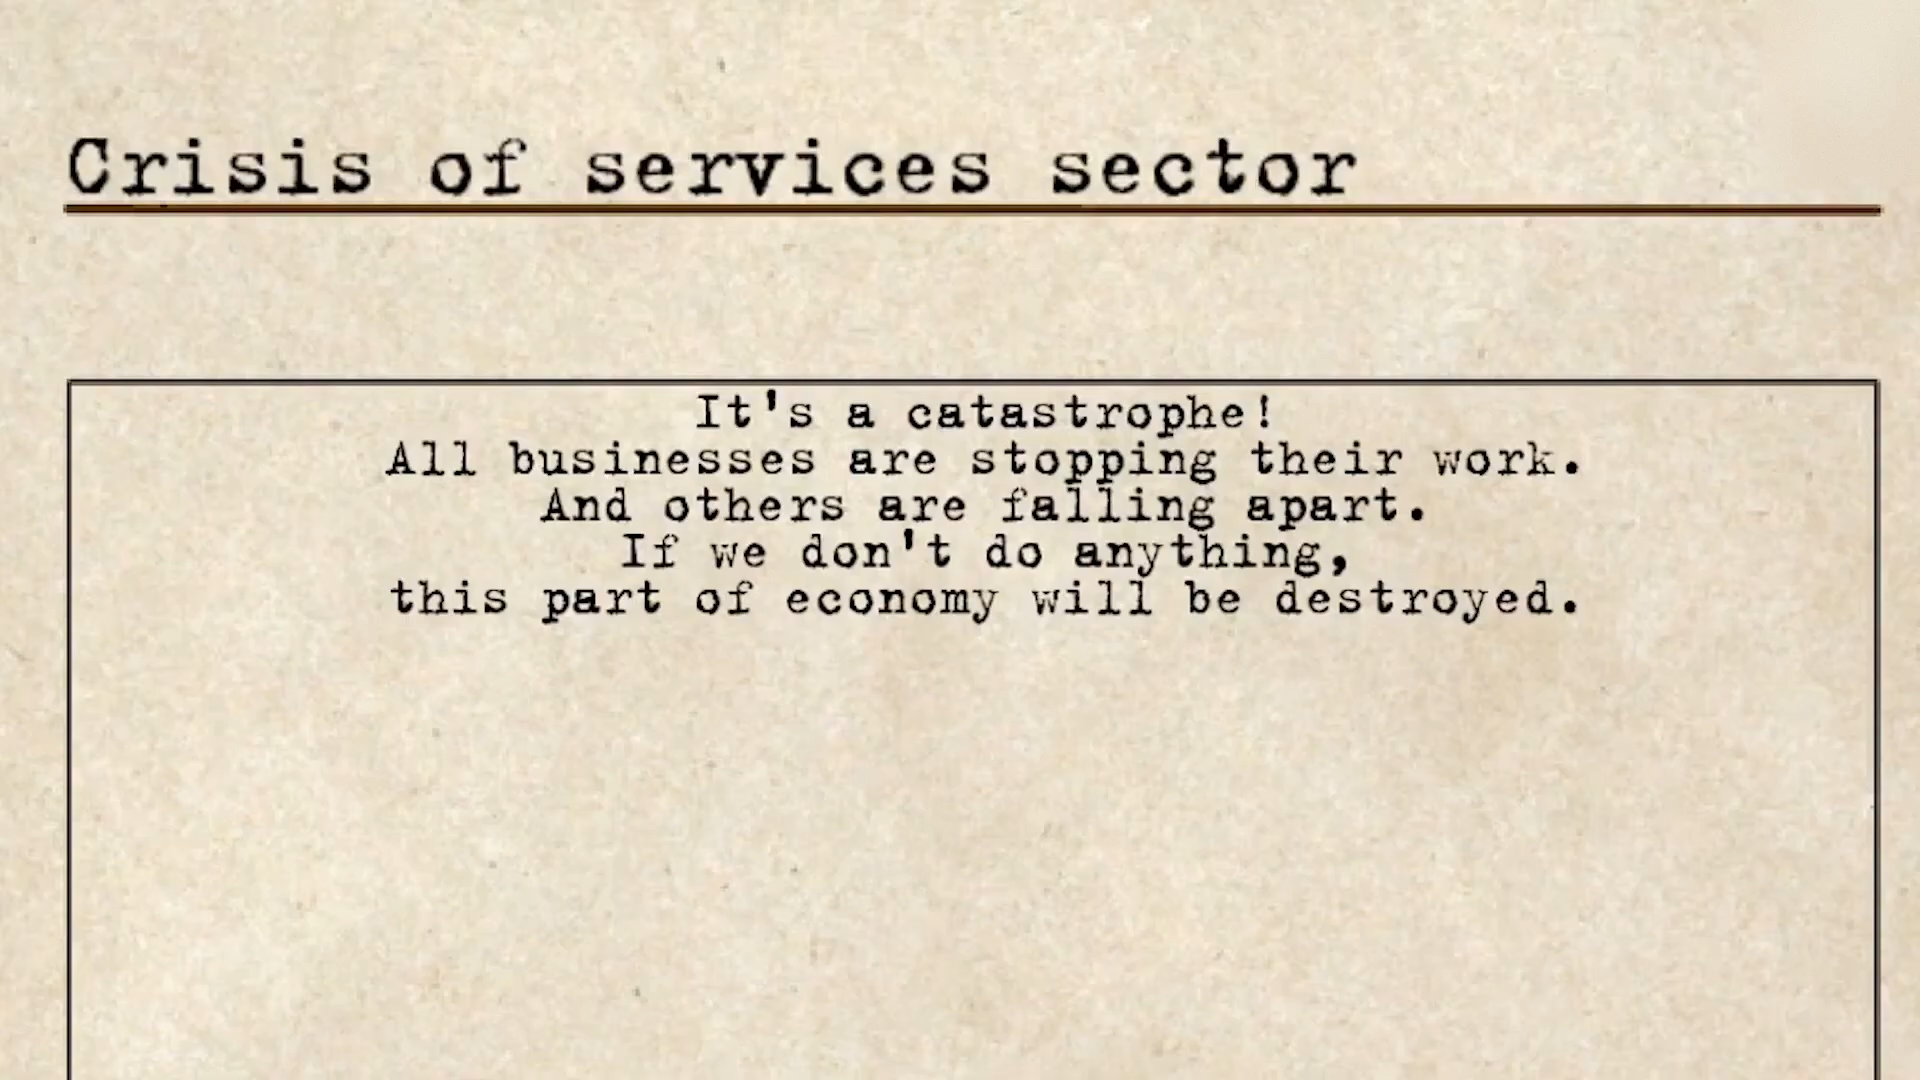 Crisis of services sector
It's a catastrophe!
All businesses are stopping their work.
And others are falling apart.
If we don't do anything,
this part of economy will be destroyed.